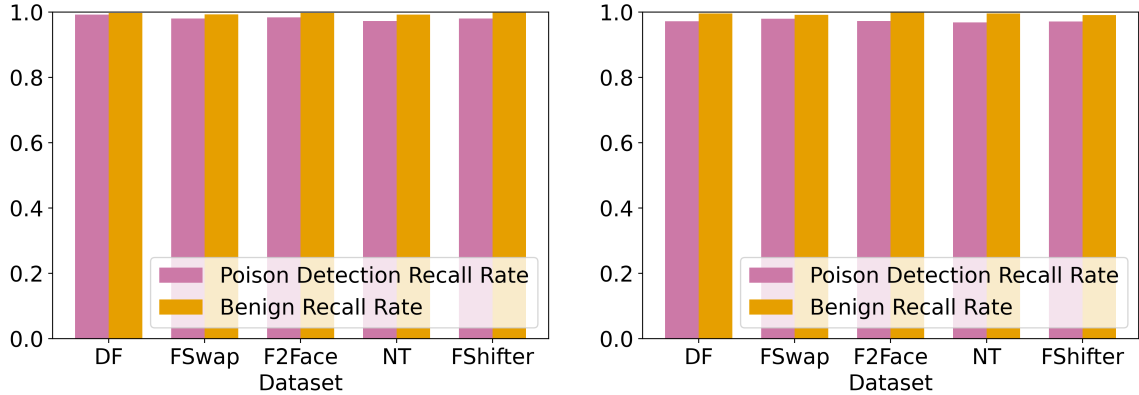 1.0
0.8
0.6
0.4
0.2
0.0
Poison Detection Recall Rate
Benign Recall Rate
DF FSwap F2Face NT FShifter
Dataset
1.0
0.8
0.6
0.4
0.2
0.0
Poison Detection Recall Rate
Benign Recall Rate
DF FSwap F2Face NT FShifter
Dataset